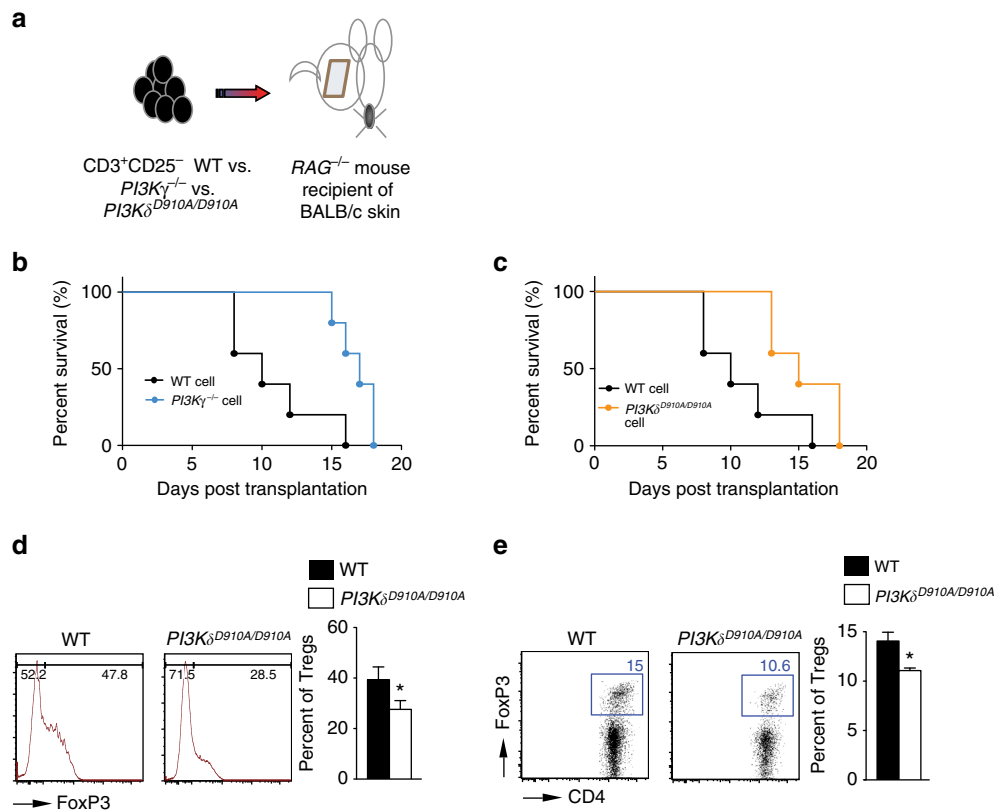 a
CD3⁺CD25⁻ WT vs.
PI3Kγ⁻/⁻ vs.
PI3Kδ^D910A/D910A
RAG⁻/⁻ mouse
recipient of
BALB/c skin
b
Percent survival (%)
100
50
0
WT cell
PI3Kγ⁻/⁻ cell
0 5 10 15 20
Days post transplantation
c
Percent survival (%)
100
50
0
WT cell
PI3Kδ^D910A/D910A
cell
0 5 10 15 20
Days post transplantation
d
WT
PI3Kδ^D910A/D910A
WT
PI3Kδ^D910A/D910A
52.2 47.8
71.5 28.5
FoxP3
Percent of Tregs
60
40
20
0
*
e
WT
PI3Kδ^D910A/D910A
WT
PI3Kδ^D910A/D910A
15
10.6
FoxP3
CD4
Percent of Tregs
15
10
5
0
*